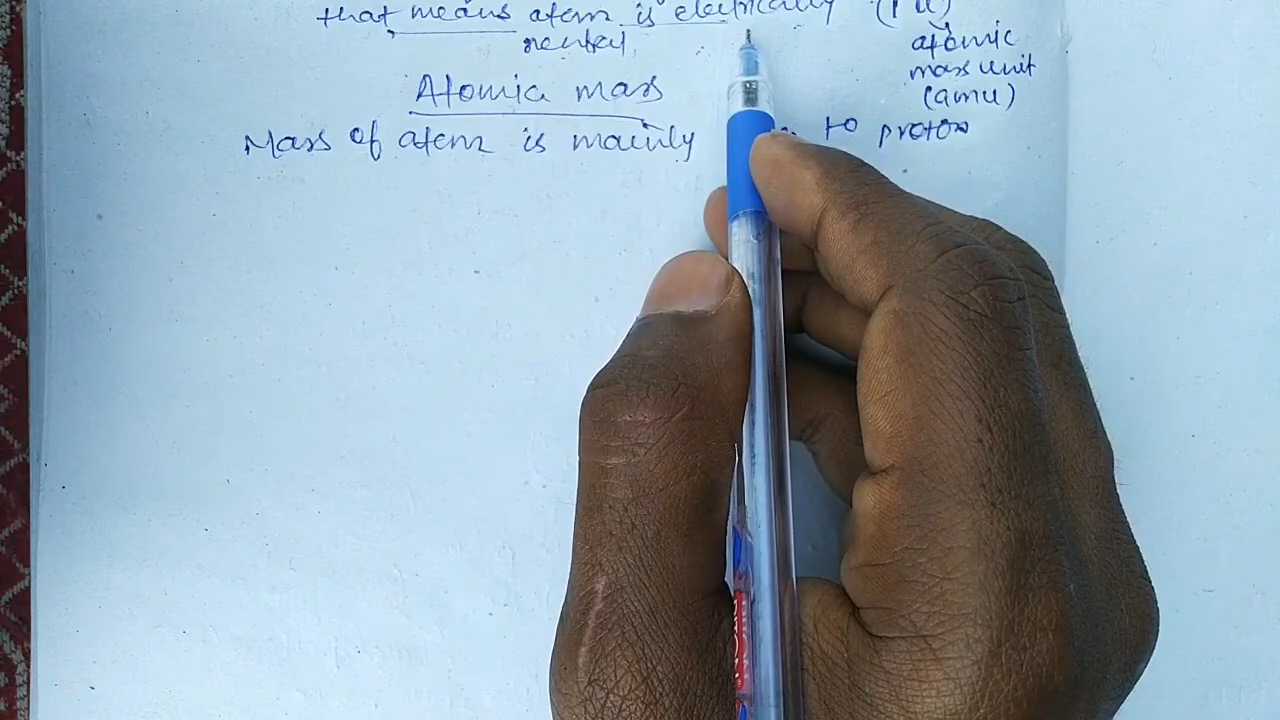 that means atom is electrically (1 u)
neutral,
atomic
mass unit
(amu)
Atomic mass
Mass of atom is mainly to proton